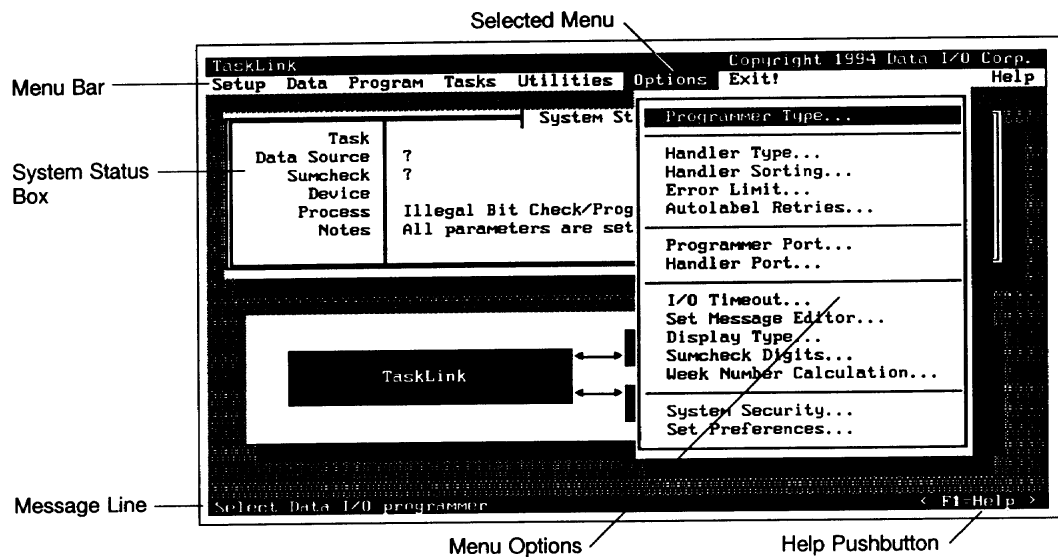 Selected Menu
TaskLink Copyright 1994 Data I/O Corp.
Menu Bar
Setup Data Program Tasks Utilities Options Exit! Help
System St
Programmer Type...
Task
Data Source ?
Handler Type...
System Status Box
Sumcheck ?
Handler Sorting...
Device
Error Limit...
Process Illegal Bit Check/Prog
Autolabel Retries...
Notes All parameters are set
Programmer Port...
Handler Port...
I/O Timeout...
Set Message Editor...
Display Type...
Sumcheck Digits...
TaskLink
Week Number Calculation...
System Security...
Set Preferences...
Message Line
Select Data I/O programmer < F1=Help >
Menu Options
Help Pushbutton